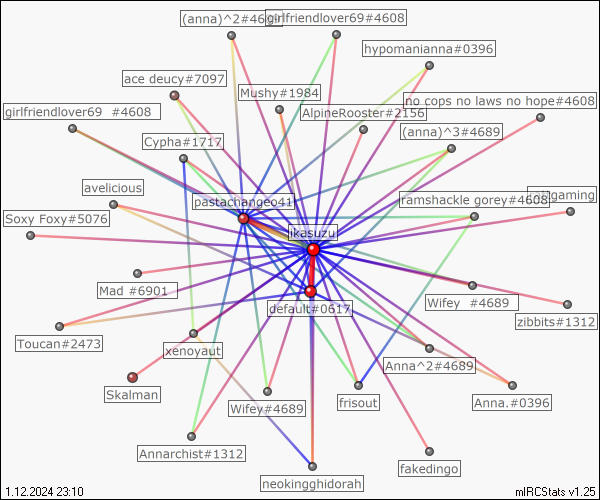 (anna)^2#4689
girlfriendlover69#4608
hypomanianna#0396
ace deucy#7097
Mushy#1984
no cops no laws no hope#4608
girlfriendlover69 #4608
AlpineRooster#2156
(anna)^3#4689
Cypha#1717
avelicious
pastachangeo41
ramshackle gorey#4608
Soxy Foxy#5076
ikasuzu
Mad #6901
Wifey #4689
default#0617
zibbits#1312
Toucan#2473
xenoyaut
Anna^2#4689
Skalman
Wifey#4689
frisout
Anna.#0396
Annarchist#1312
fakedingo
neokingghidorah
1.12.2024 23:10
mIRCStats v1.25